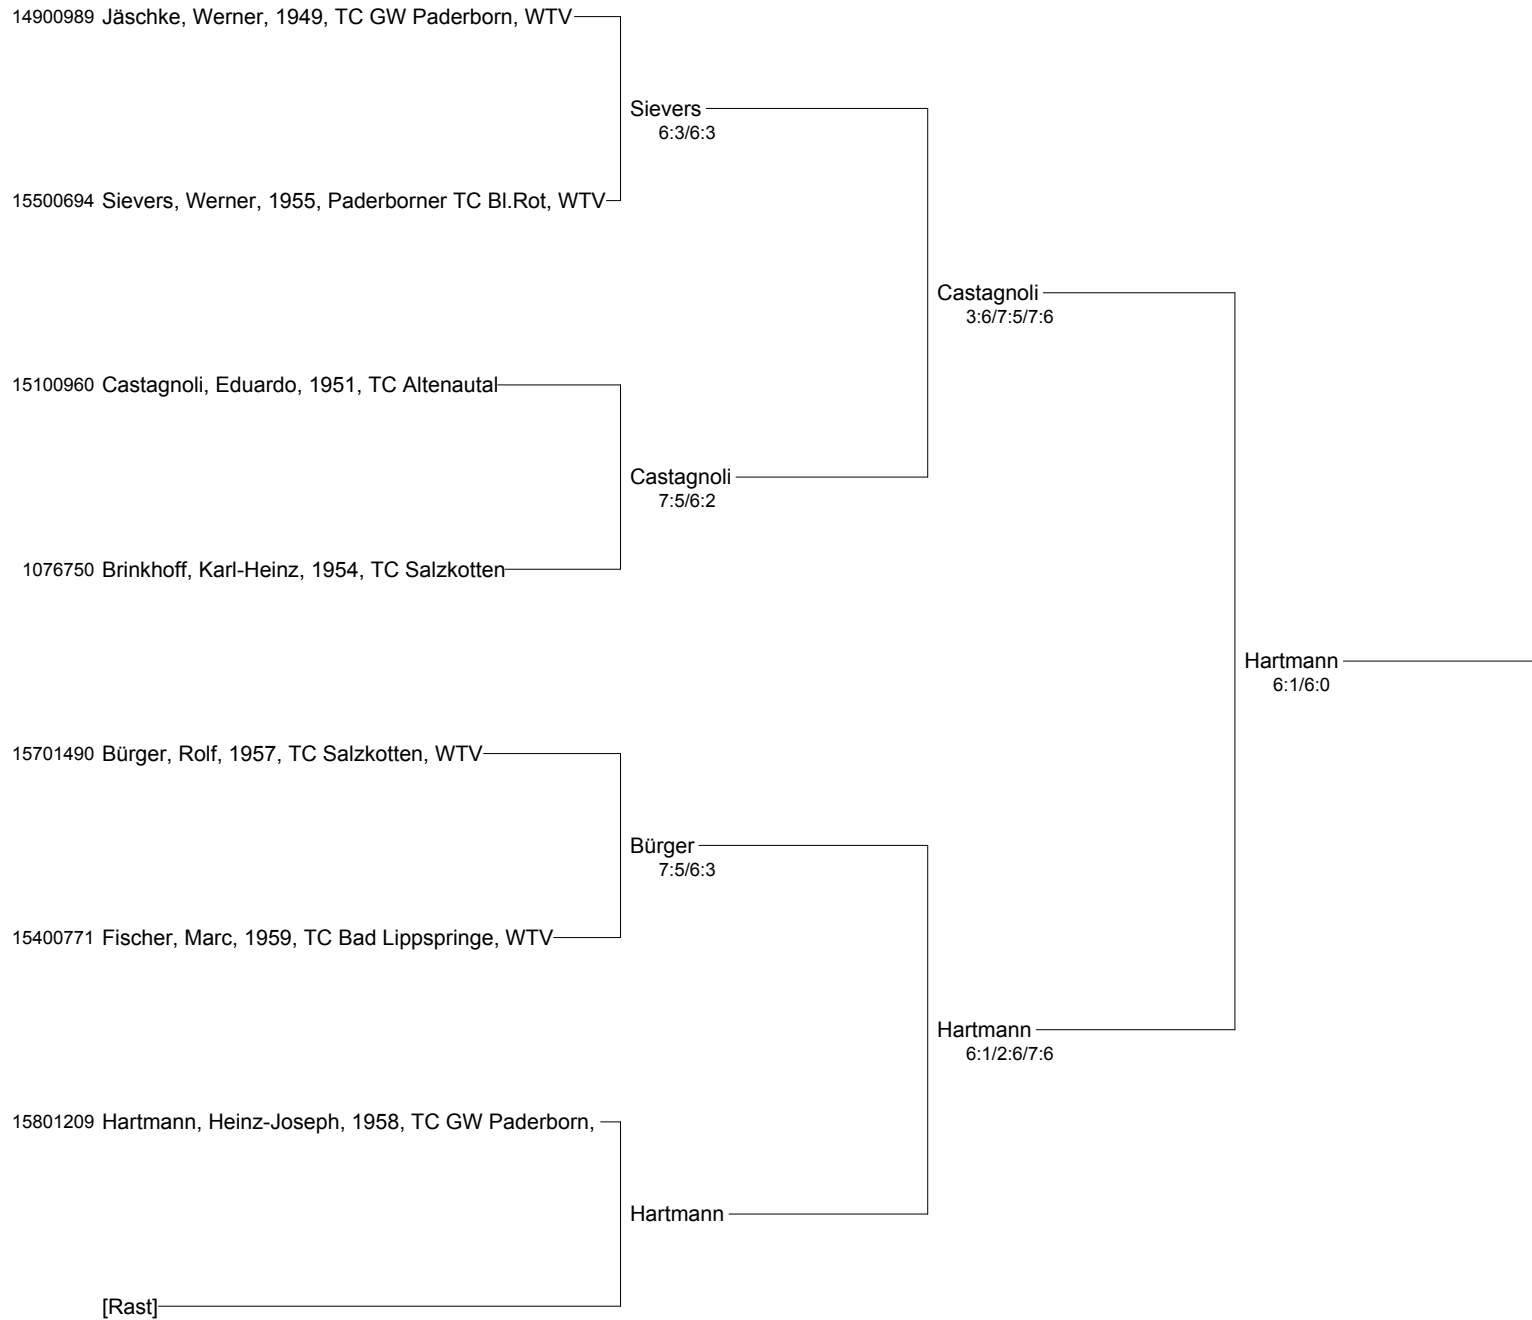 14900989 Jäschke, Werner, 1949, TC GW Paderborn, WTV
Sievers
6:3/6:3
15500694 Sievers, Werner, 1955, Paderborner TC Bl.Rot, WTV
Castagnoli
3:6/7:5/7:6
15100960 Castagnoli, Eduardo, 1951, TC Altenautal
Castagnoli
7:5/6:2
1076750 Brinkhoff, Karl-Heinz, 1954, TC Salzkotten
Hartmann
6:1/6:0
15701490 Bürger, Rolf, 1957, TC Salzkotten, WTV
Bürger
7:5/6:3
15400771 Fischer, Marc, 1959, TC Bad Lippspringe, WTV
Hartmann
6:1/2:6/7:6
15801209 Hartmann, Heinz-Joseph, 1958, TC GW Paderborn,
Hartmann
[Rast]